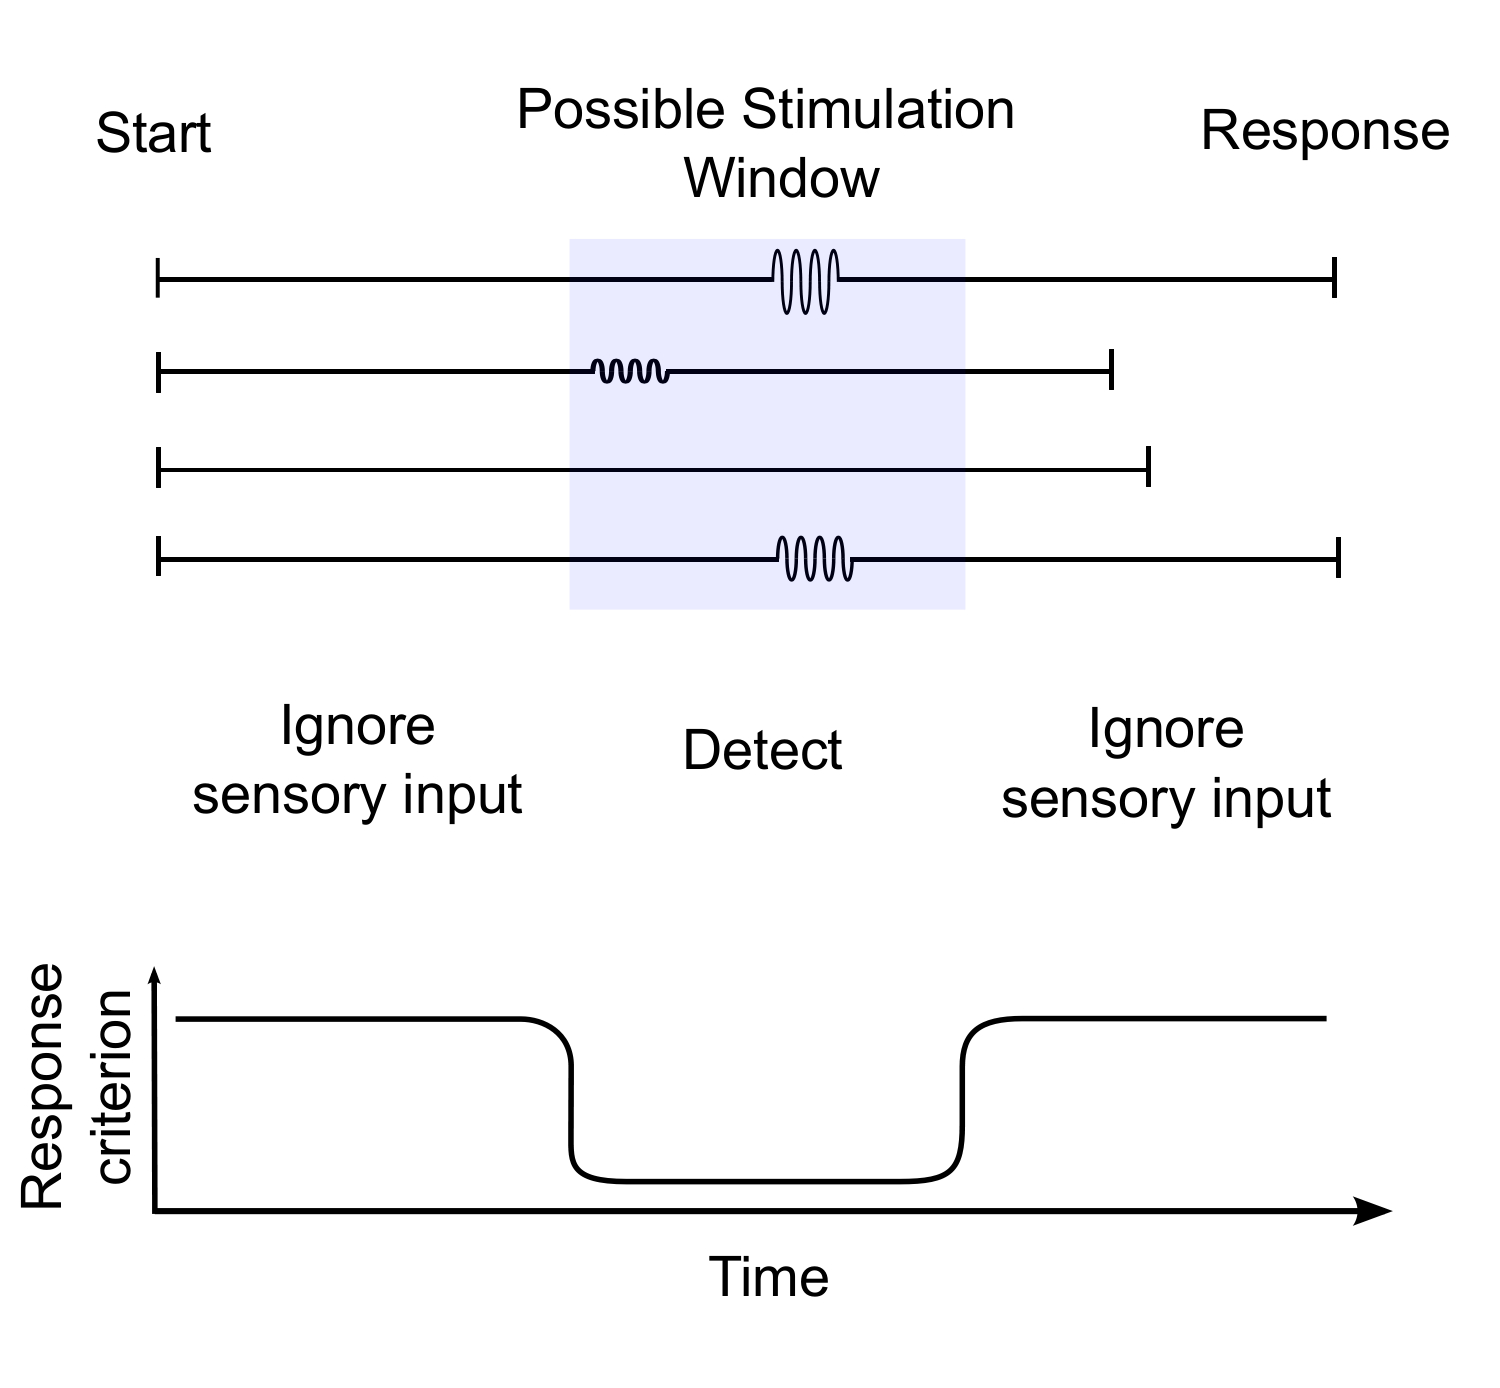 Start
Possible Stimulation
Window
Response
Ignore
sensory input
Detect
Ignore
sensory input
Response
criterion
Time